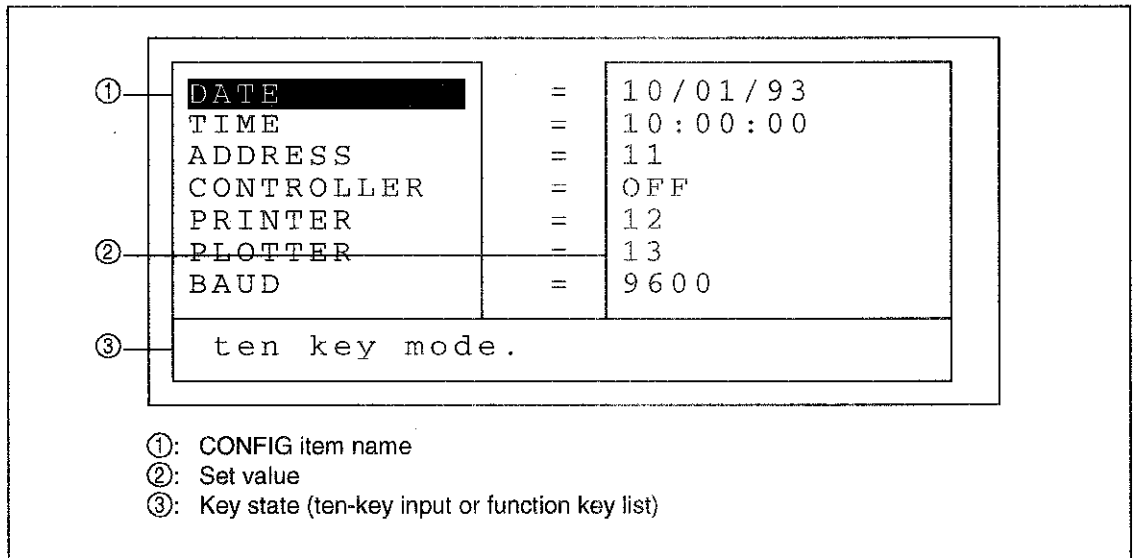 ① DATE = 10/01/93
TIME = 10:00:00
ADDRESS = 11
CONTROLLER = OFF
PRINTER = 12
② PLOTTER = 13
BAUD = 9600
③ ten key mode.
①: CONFIG item name
②: Set value
③: Key state (ten-key input or function key list)